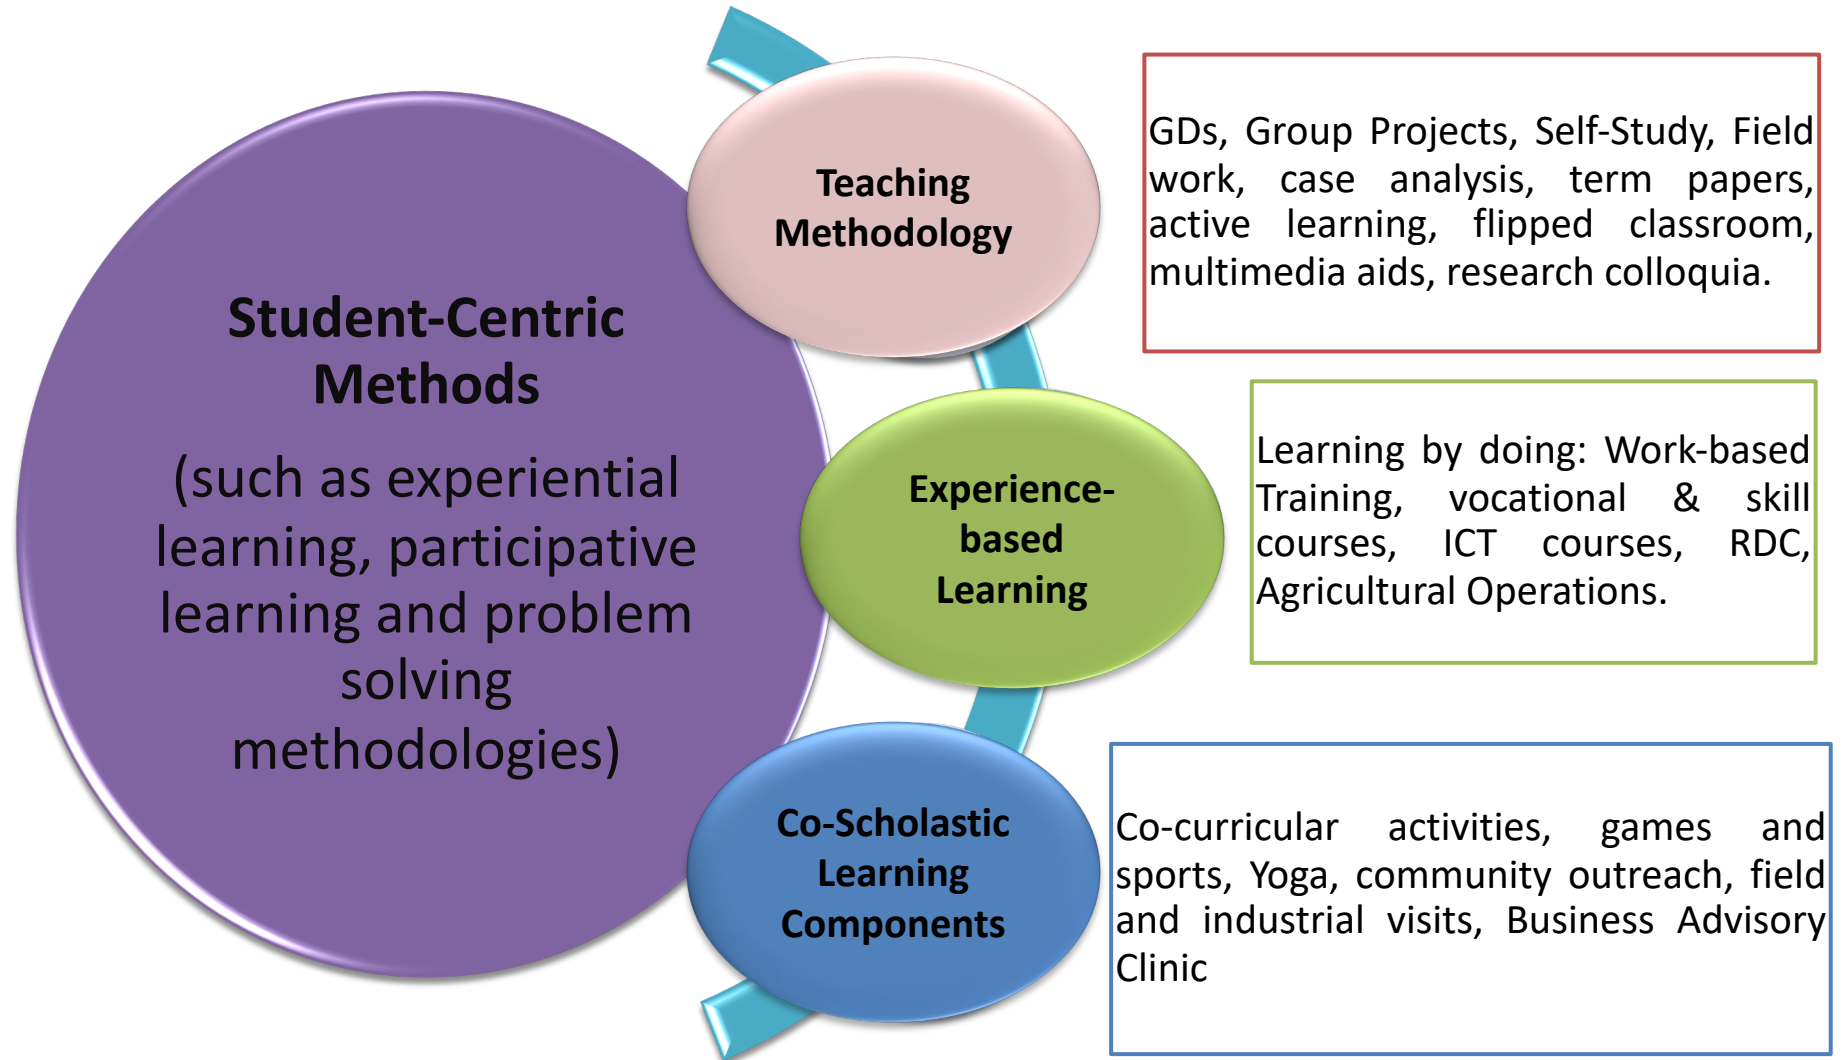 Student-Centric
Methods
(such as experiential
learning, participative
learning and problem
solving
methodologies)
Teaching
Methodology
GDs, Group Projects, Self-Study, Field
work, case analysis, term papers,
active learning, flipped classroom,
multimedia aids, research colloquia.
Experience-
based
Learning
Learning by doing: Work-based
Training, vocational & skill
courses, ICT courses, RDC,
Agricultural Operations.
Co-Scholastic
Learning
Components
Co-curricular activities, games and
sports, Yoga, community outreach, field
and industrial visits, Business Advisory
Clinic